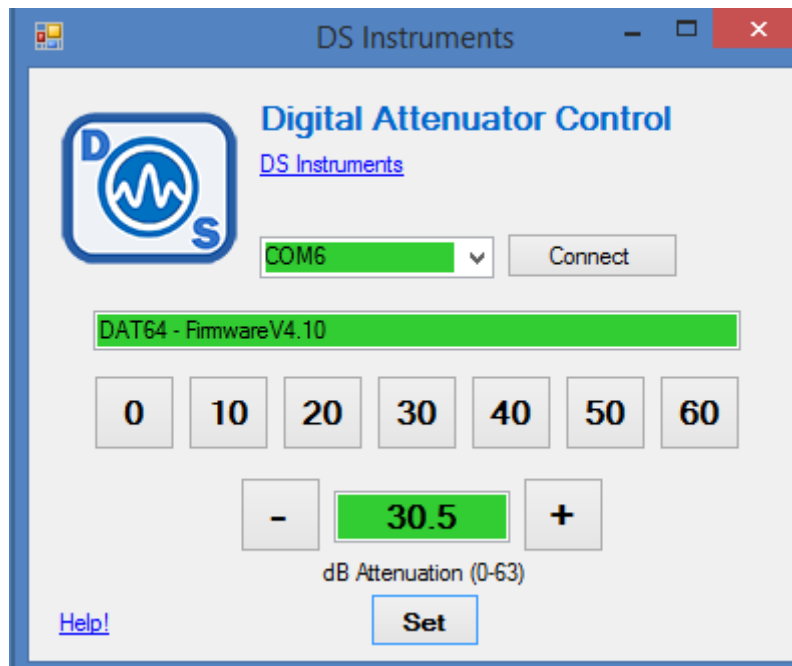 DS Instruments
D S
Digital Attenuator Control
DS Instruments
COM6 Connect
DAT64 - FirmwareV4.10
0 10 20 30 40 50 60
- 30.5 +
dB Attenuation (0-63)
Help! Set